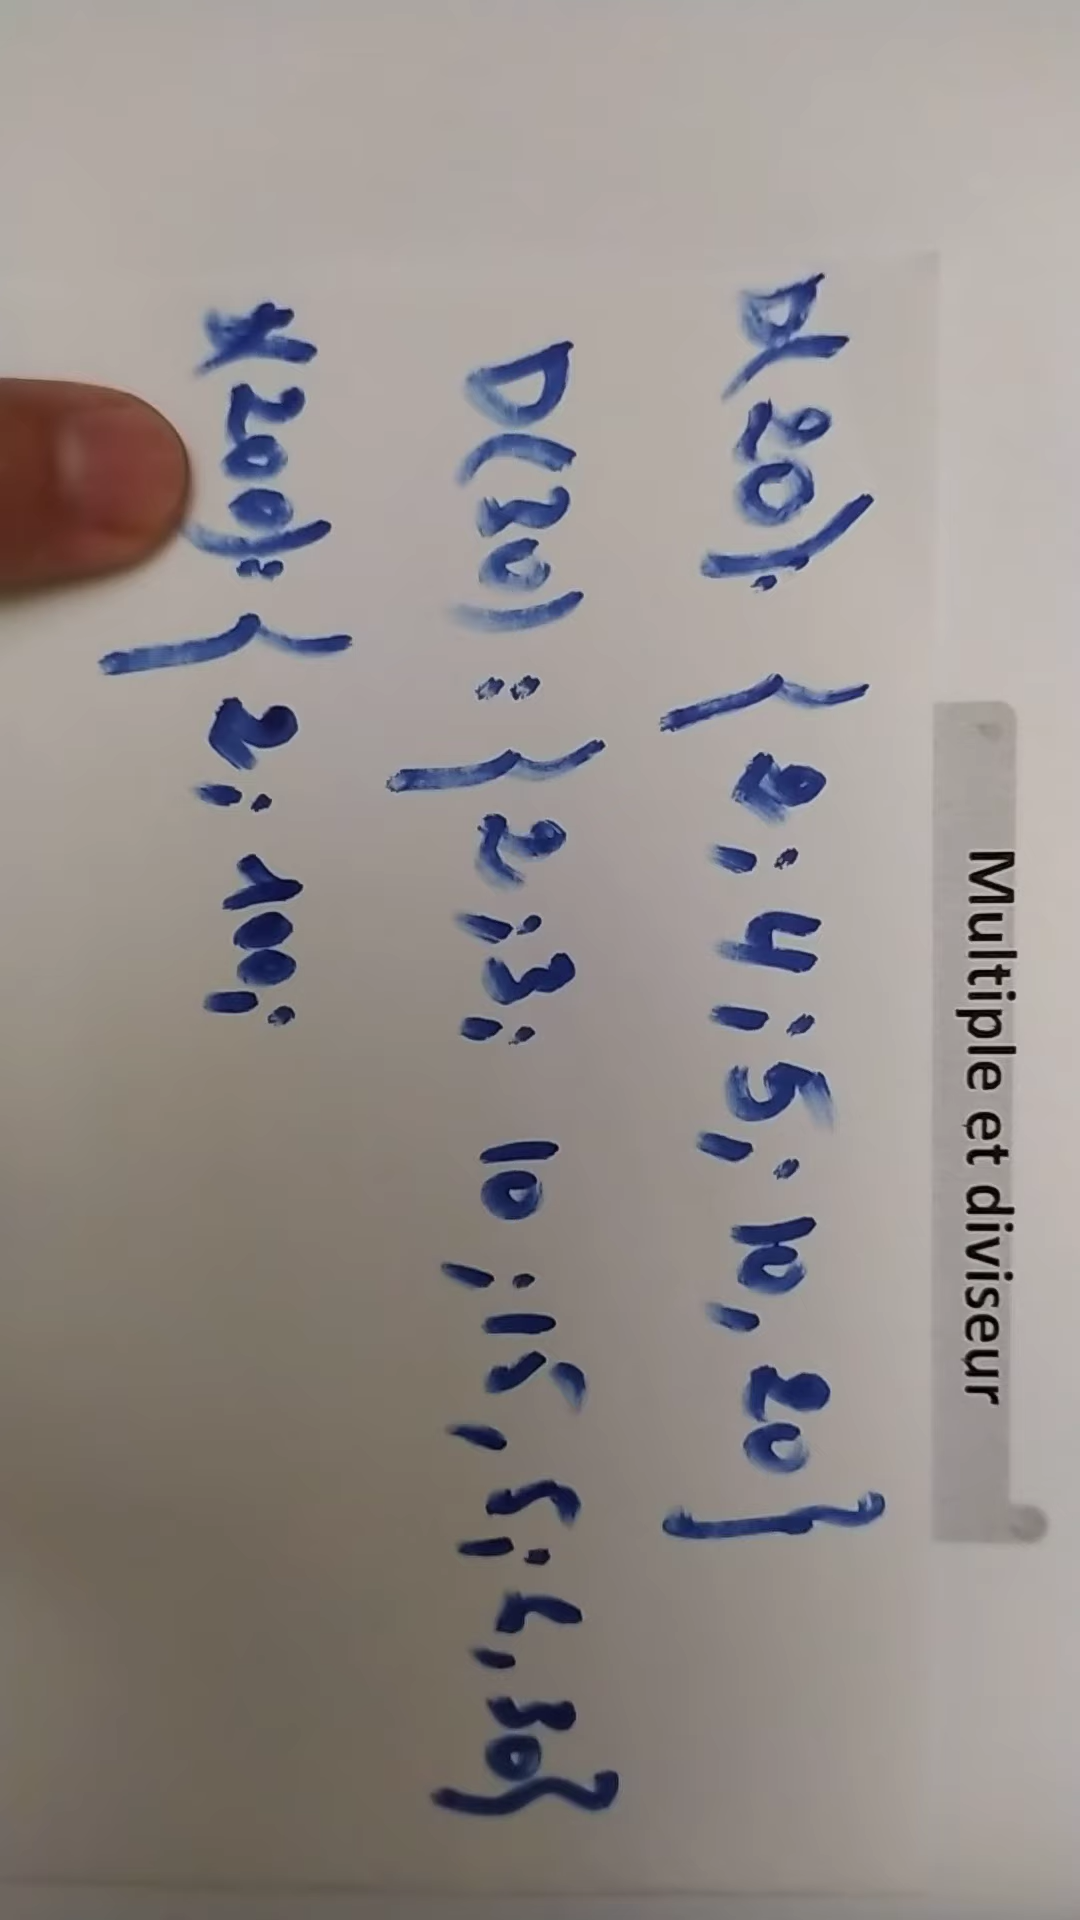 Multiple et diviseur
D(20): {2; 4; 5; 10, 20}
D(30): {2; 3; 10; 15, 5; 6, 30}
(200): {2; 100;